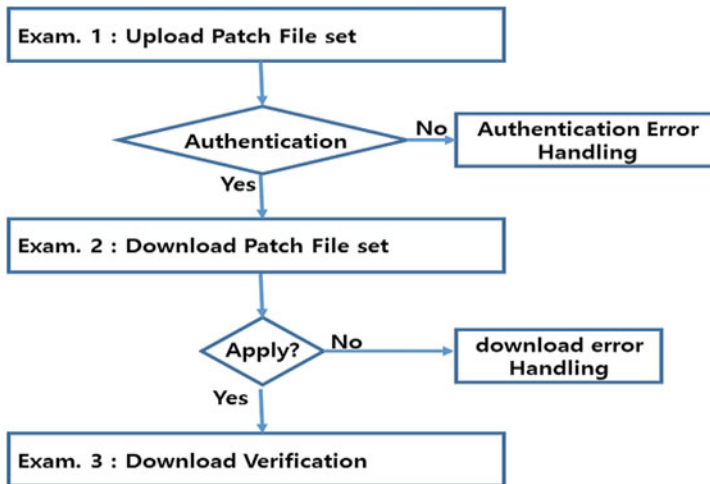 Exam. 1 : Upload Patch File set
Authentication
No
Authentication Error
Handling
Yes
Exam. 2 : Download Patch File set
Apply?
No
download error
Handling
Yes
Exam. 3 : Download Verification